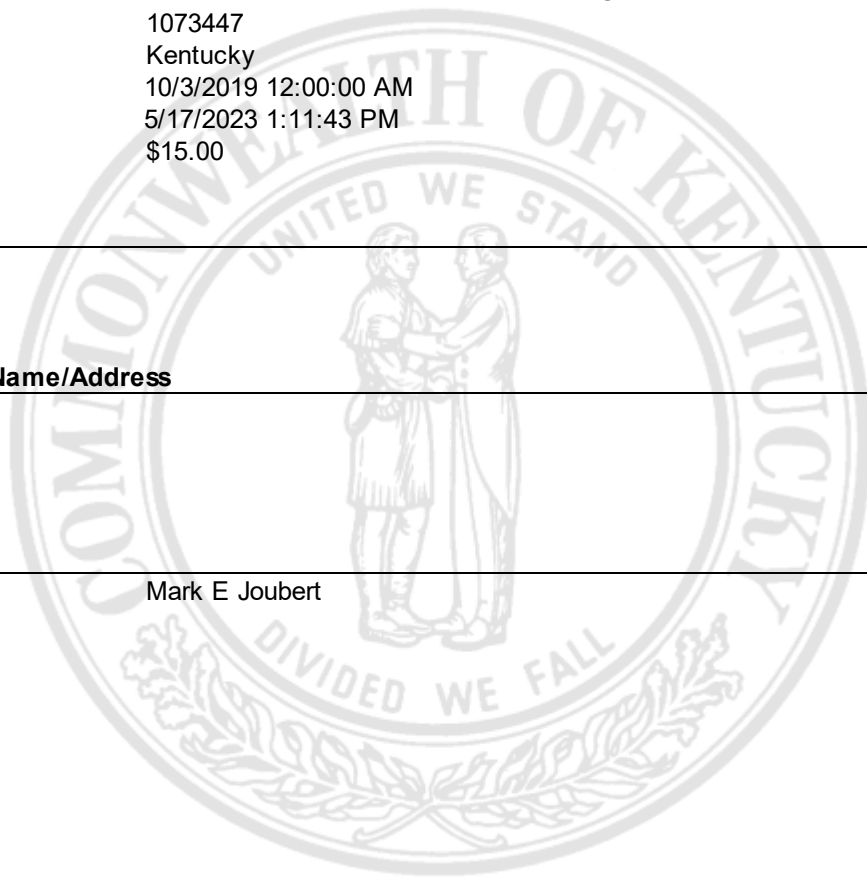 1073447
Kentucky
10/3/2019 12:00:00 AM
5/17/2023 1:11:43 PM
$15.00
COMMONWEALTH OF KENTUCKY
UNITED WE STAND
Name/Address
Mark E Joubert
DIVIDED WE FALL